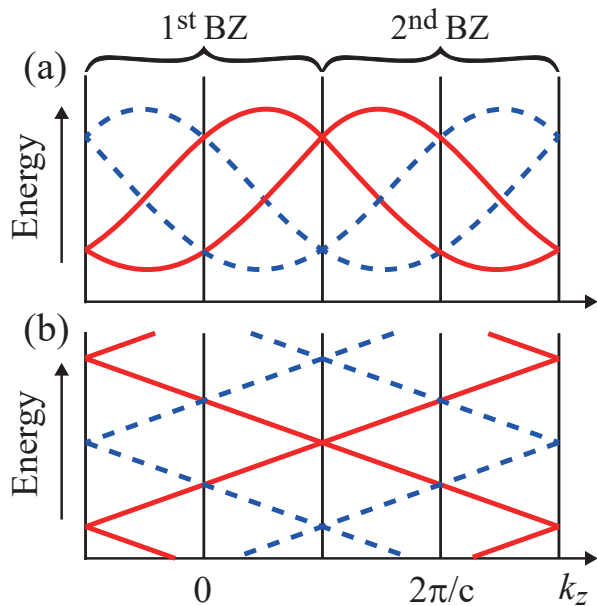 1st BZ 2nd BZ
(a)
Energy
(b)
Energy
0 2π/c kz